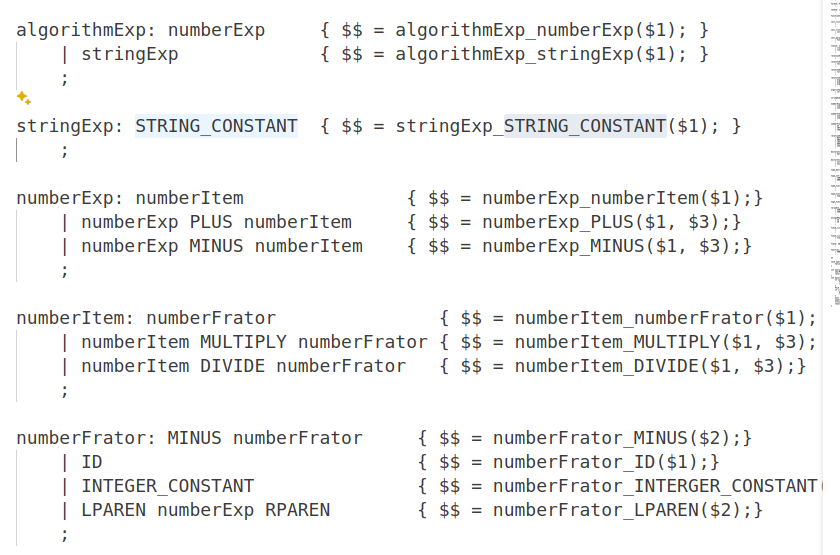 algorithmExp: numberExp     { $$ = algorithmExp_numberExp($1); }
    | stringExp             { $$ = algorithmExp_stringExp($1); }
    ;
stringExp: STRING_CONSTANT  { $$ = stringExp_STRING_CONSTANT($1); }
    ;
numberExp: numberItem               { $$ = numberExp_numberItem($1);}
    | numberExp PLUS numberItem     { $$ = numberExp_PLUS($1, $3);}
    | numberExp MINUS numberItem    { $$ = numberExp_MINUS($1, $3);}
    ;
numberItem: numberFrator               { $$ = numberItem_numberFrator($1);
    | numberItem MULTIPLY numberFrator { $$ = numberItem_MULTIPLY($1, $3);
    | numberItem DIVIDE numberFrator   { $$ = numberItem_DIVIDE($1, $3);}
    ;
numberFrator: MINUS numberFrator     { $$ = numberFrator_MINUS($2);}
    | ID                             { $$ = numberFrator_ID($1);}
    | INTEGER_CONSTANT               { $$ = numberFrator_INTERGER_CONSTANT(
    | LPAREN numberExp RPAREN        { $$ = numberFrator_LPAREN($2);}
    ;